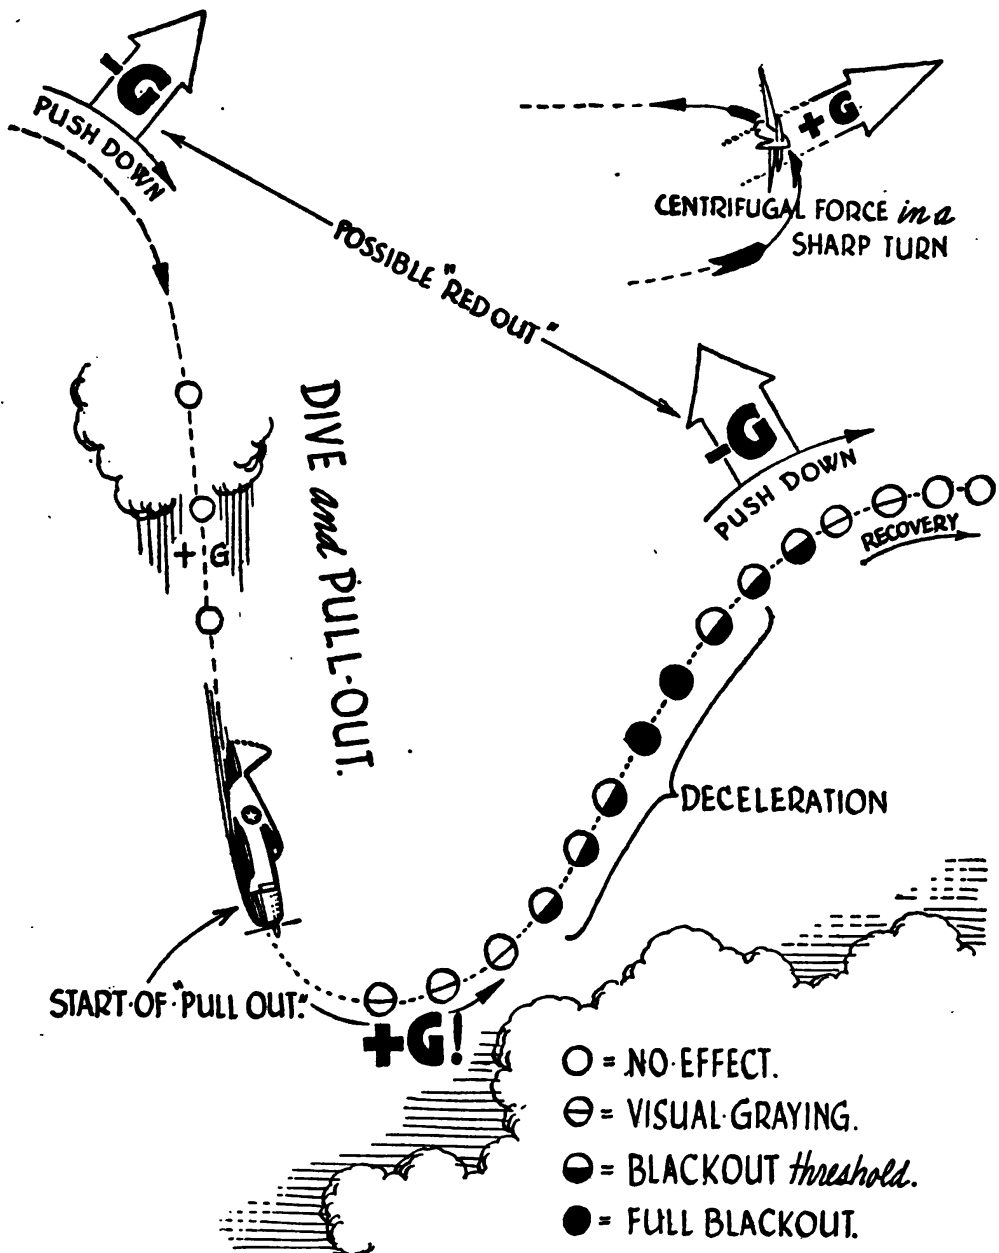 -G
PUSH DOWN
+G
CENTRIFUGAL FORCE in a
SHARP TURN
POSSIBLE "RED OUT"
-G
PUSH DOWN
RECOVERY
DIVE and PULL-OUT.
+ G
DECELERATION
START·OF·"PULL OUT."
+G!
= NO·EFFECT.
= VISUAL·GRAYING.
= BLACKOUT threshold.
= FULL BLACKOUT.